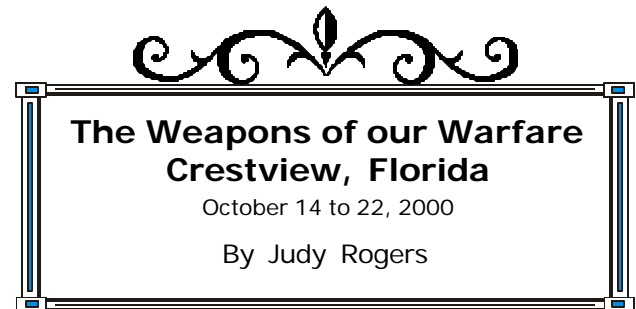 The Weapons of our Warfare
Crestview, Florida
October 14 to 22, 2000
By Judy Rogers